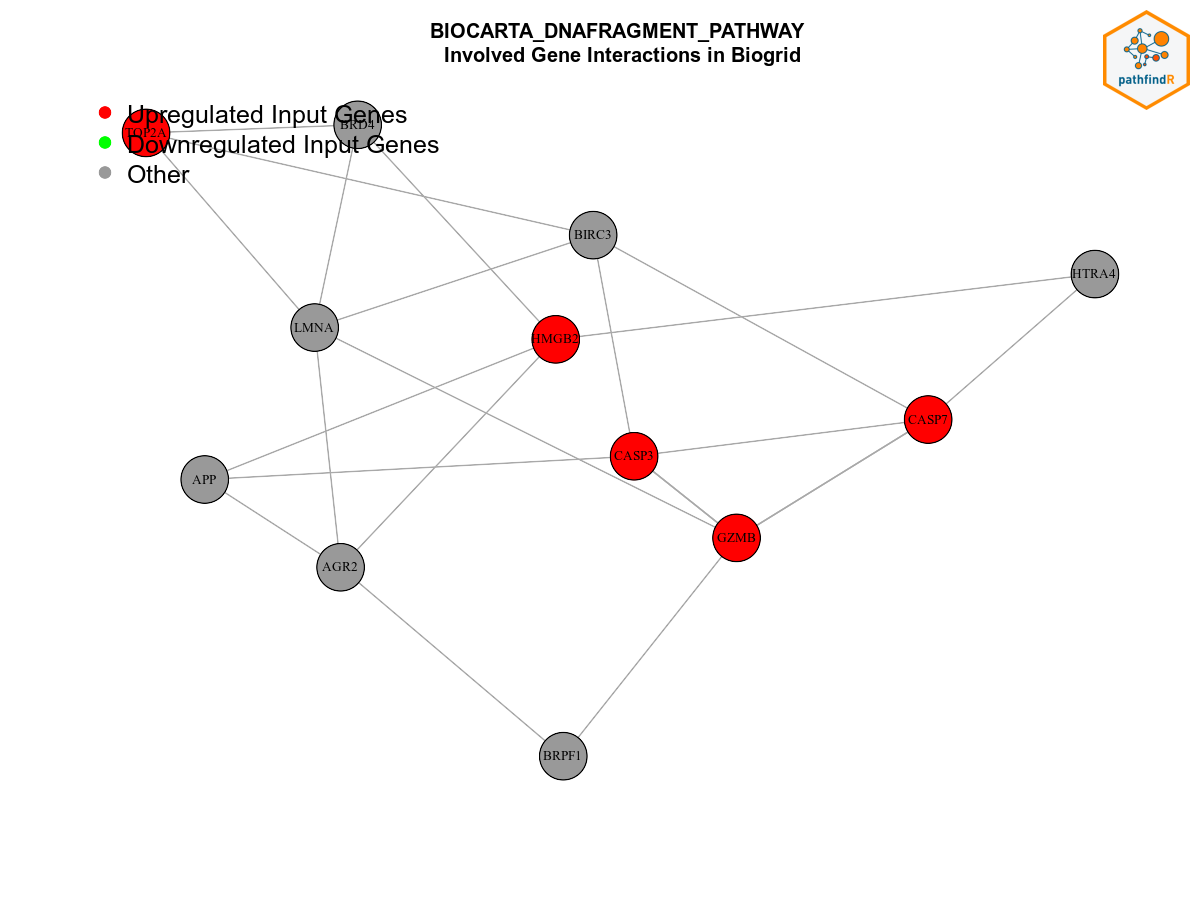 BIOCARTA_DNAFRAGMENT_PATHWAY
Involved Gene Interactions in Biogrid
pathfindR
Upregulated Input Genes
Downregulated Input Genes
Other
TOP2A
BRD4
BIRC3
HTRA4
LMNA
HMGB2
CASP7
CASP3
APP
GZMB
AGR2
BRPF1